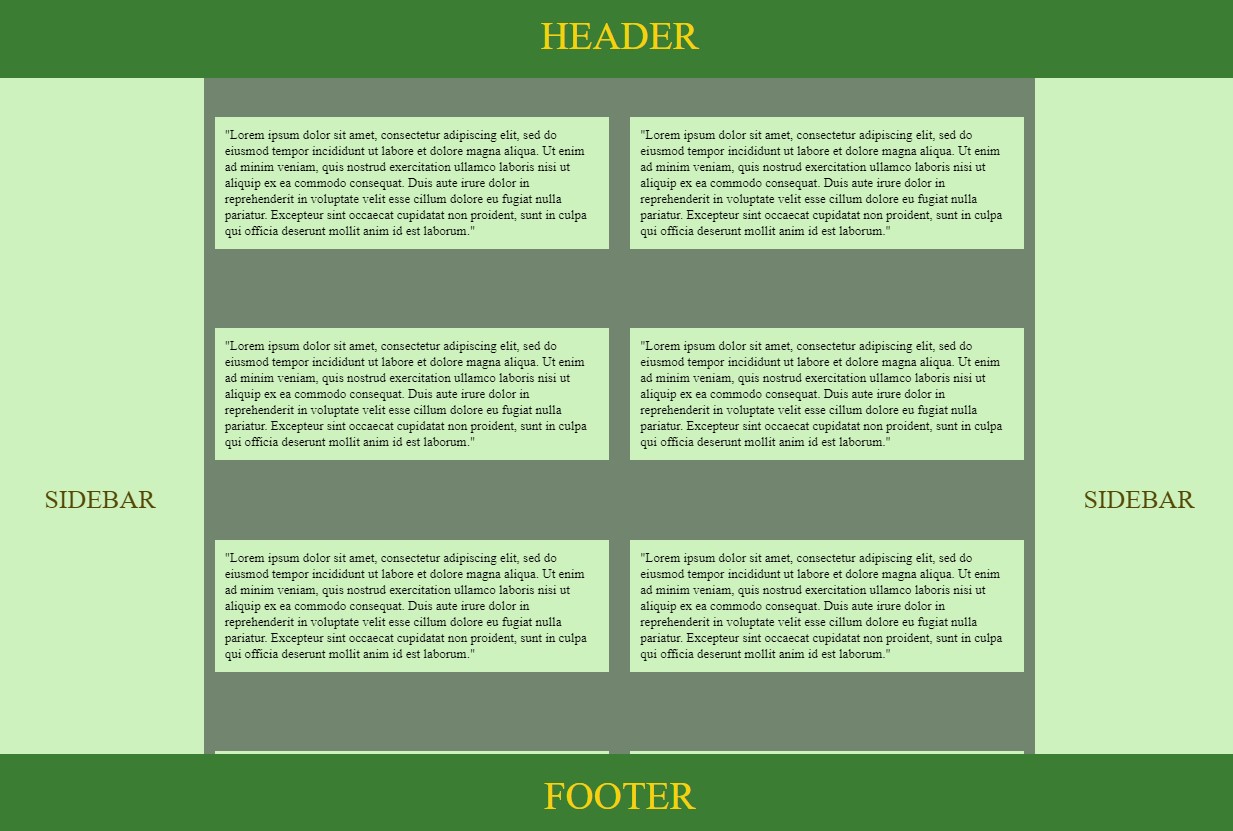 HEADER
"Lorem ipsum dolor sit amet, consectetur adipiscing elit, sed do
eiusmod tempor incididunt ut labore et dolore magna aliqua. Ut enim
ad minim veniam, quis nostrud exercitation ullamco laboris nisi ut
aliquip ex ea commodo consequat. Duis aute irure dolor in
reprehenderit in voluptate velit esse cillum dolore eu fugiat nulla
pariatur. Excepteur sint occaecat cupidatat non proident, sunt in culpa
qui officia deserunt mollit anim id est laborum."
"Lorem ipsum dolor sit amet, consectetur adipiscing elit, sed do
eiusmod tempor incididunt ut labore et dolore magna aliqua. Ut enim
ad minim veniam, quis nostrud exercitation ullamco laboris nisi ut
aliquip ex ea commodo consequat. Duis aute irure dolor in
reprehenderit in voluptate velit esse cillum dolore eu fugiat nulla
pariatur. Excepteur sint occaecat cupidatat non proident, sunt in culpa
qui officia deserunt mollit anim id est laborum."
"Lorem ipsum dolor sit amet, consectetur adipiscing elit, sed do
eiusmod tempor incididunt ut labore et dolore magna aliqua. Ut enim
ad minim veniam, quis nostrud exercitation ullamco laboris nisi ut
aliquip ex ea commodo consequat. Duis aute irure dolor in
reprehenderit in voluptate velit esse cillum dolore eu fugiat nulla
pariatur. Excepteur sint occaecat cupidatat non proident, sunt in culpa
qui officia deserunt mollit anim id est laborum."
"Lorem ipsum dolor sit amet, consectetur adipiscing elit, sed do
eiusmod tempor incididunt ut labore et dolore magna aliqua. Ut enim
ad minim veniam, quis nostrud exercitation ullamco laboris nisi ut
aliquip ex ea commodo consequat. Duis aute irure dolor in
reprehenderit in voluptate velit esse cillum dolore eu fugiat nulla
pariatur. Excepteur sint occaecat cupidatat non proident, sunt in culpa
qui officia deserunt mollit anim id est laborum."
SIDEBAR
SIDEBAR
"Lorem ipsum dolor sit amet, consectetur adipiscing elit, sed do
eiusmod tempor incididunt ut labore et dolore magna aliqua. Ut enim
ad minim veniam, quis nostrud exercitation ullamco laboris nisi ut
aliquip ex ea commodo consequat. Duis aute irure dolor in
reprehenderit in voluptate velit esse cillum dolore eu fugiat nulla
pariatur. Excepteur sint occaecat cupidatat non proident, sunt in culpa
qui officia deserunt mollit anim id est laborum."
"Lorem ipsum dolor sit amet, consectetur adipiscing elit, sed do
eiusmod tempor incididunt ut labore et dolore magna aliqua. Ut enim
ad minim veniam, quis nostrud exercitation ullamco laboris nisi ut
aliquip ex ea commodo consequat. Duis aute irure dolor in
reprehenderit in voluptate velit esse cillum dolore eu fugiat nulla
pariatur. Excepteur sint occaecat cupidatat non proident, sunt in culpa
qui officia deserunt mollit anim id est laborum."
FOOTER